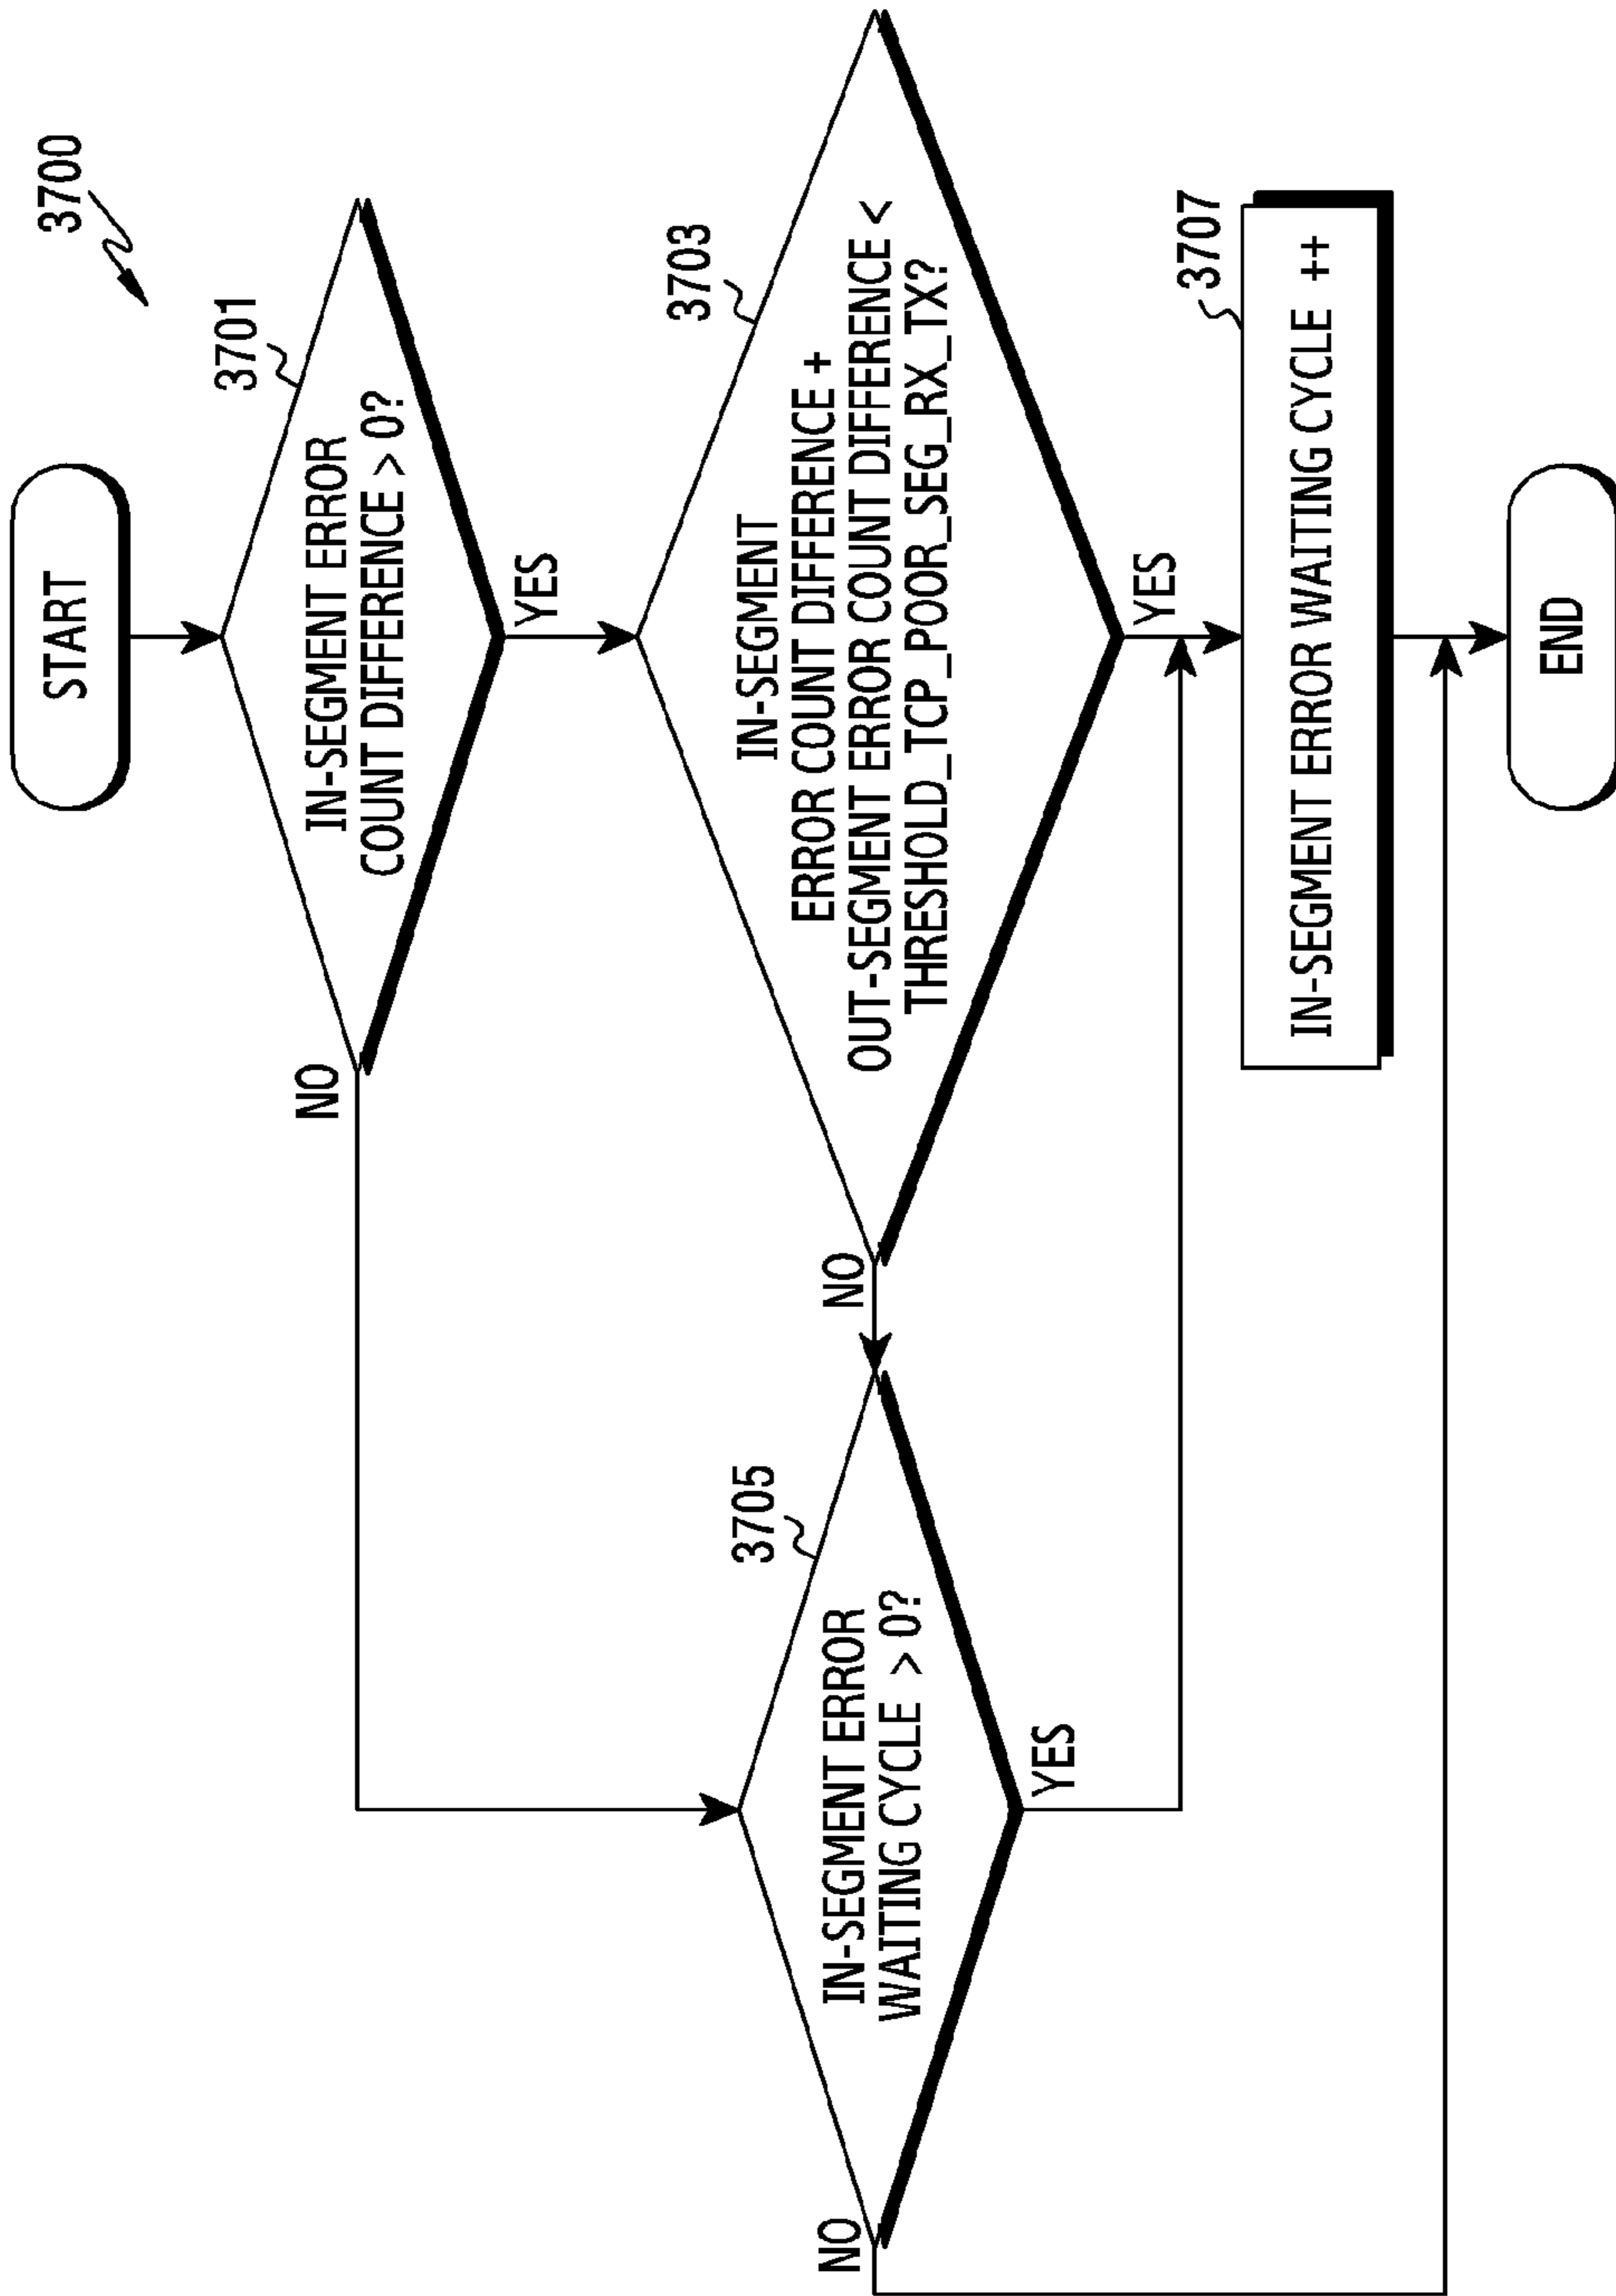 3700
START
3701
IN-SEGMENT ERROR
COUNT DIFFERENCE > 0?
NO
YES
3703
IN-SEGMENT
ERROR COUNT DIFFERENCE +
OUT-SEGMENT ERROR COUNT DIFFERENCE <
THRESHOLD_TCP_POOR_SEG_RX_TX?
NO
YES
3705
IN-SEGMENT ERROR
WAITING CYCLE > 0?
NO
YES
3707
IN-SEGMENT ERROR WAITING CYCLE ++
END